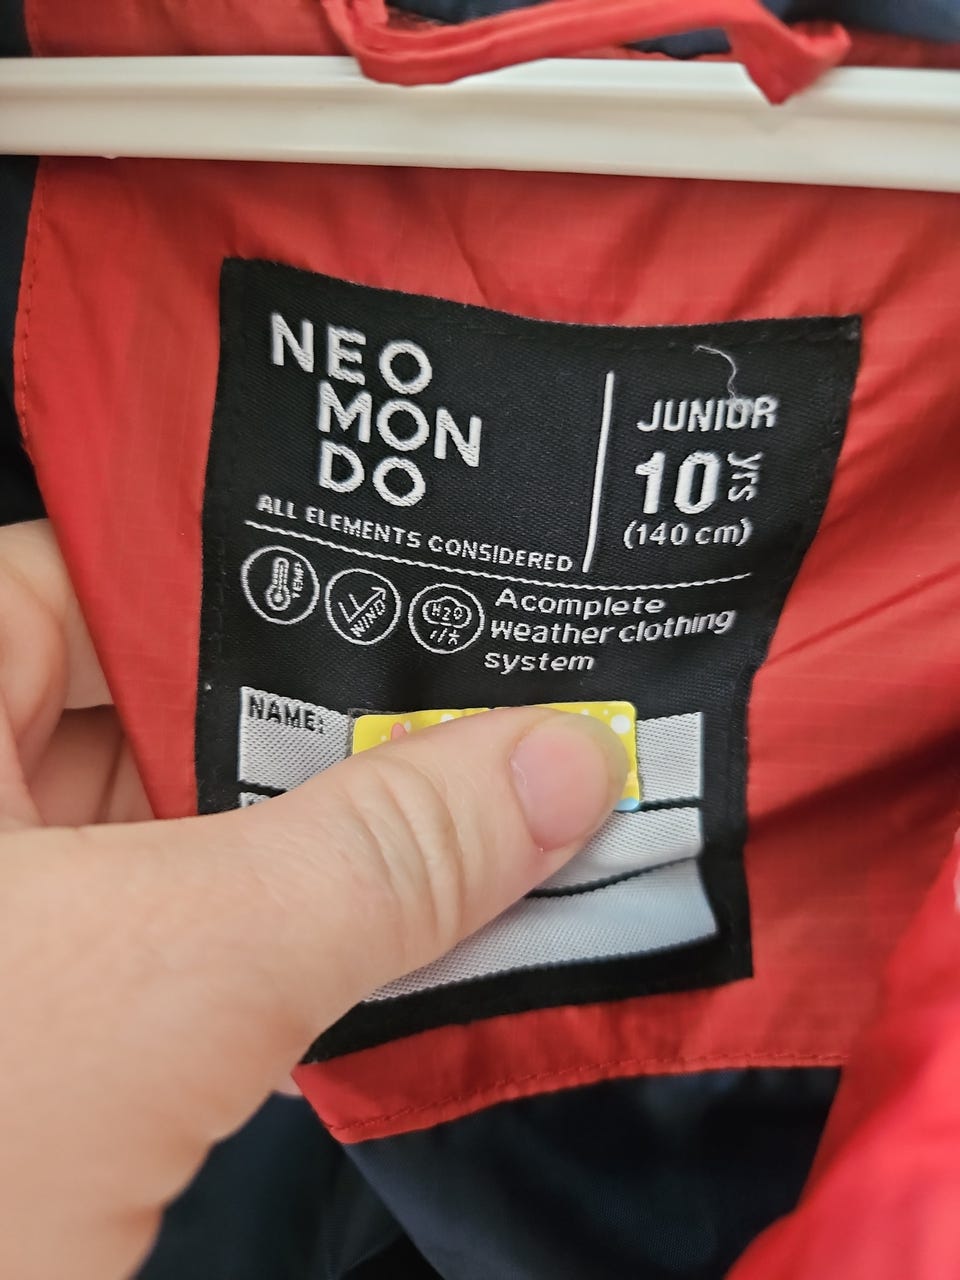 NEO
MON
DO
JUNIOR
10 yrs
(140 cm)
ALL ELEMENTS CONSIDERED
TEMP
WIND
H2O
Acomplete
weather clothing
system
NAME: